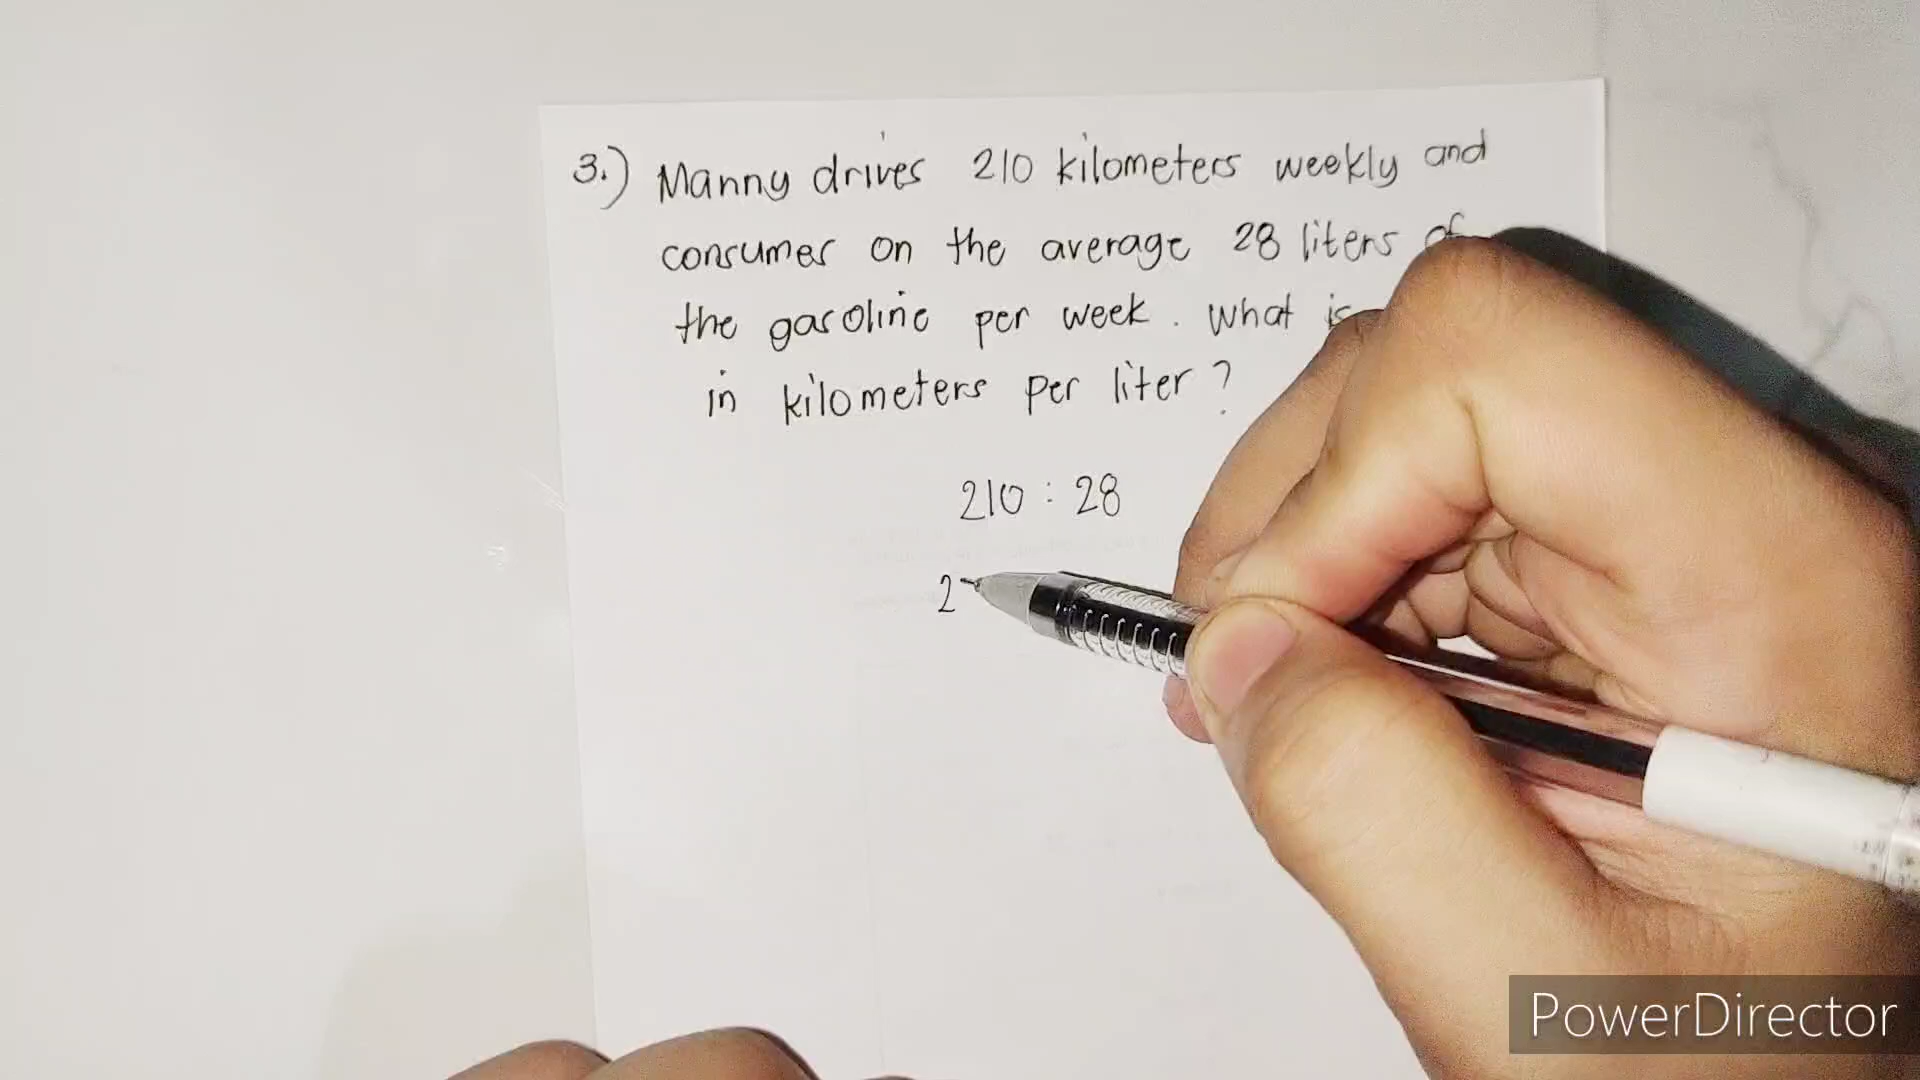 3.) Manny drives 210 kilometers weekly and
consumes on the average 28 liters of
the gasoline per week. What is
in kilometers per liter?
210 : 28
2
PowerDirector